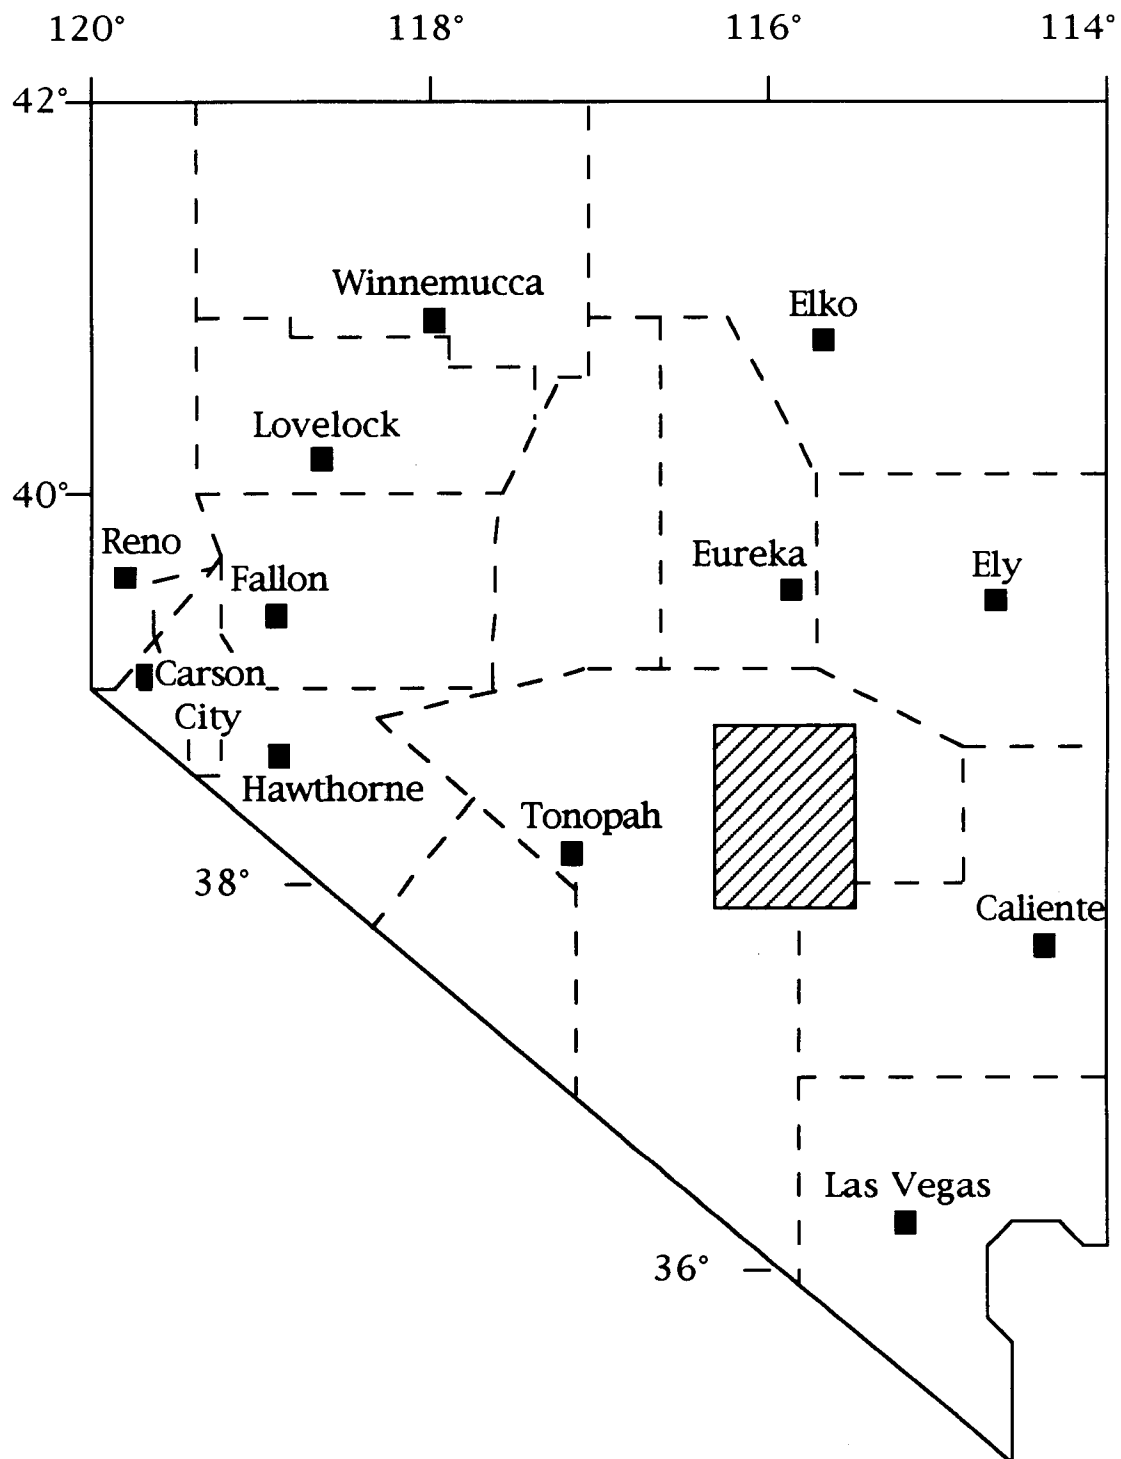 120° 118° 116° 114°
42°
Winnemucca
Elko
Lovelock
40°
Reno
Eureka
Ely
Fallon
Carson
City
Hawthorne
Tonopah
38°
Caliente
Las Vegas
36°